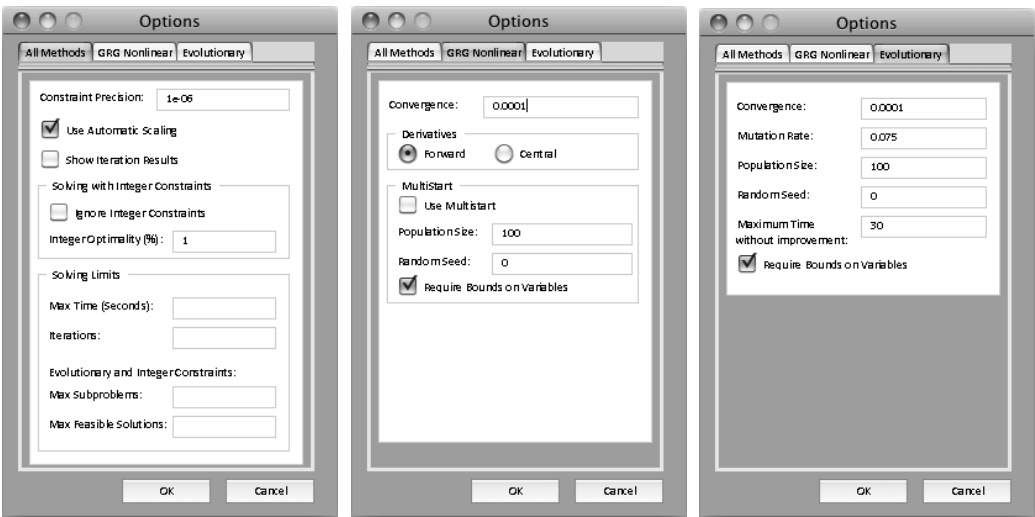 Options
All Methods GRG Nonlinear Evolutionary
Constraint Precision: 1e-06
Use Automatic Scaling
Show Iteration Results
Solving with Integer Constraints
Ignore Integer Constraints
Integer Optimality (%): 1
Solving Limits
Max Time (Seconds):
Iterations:
Evolutionary and Integer Constraints:
Max Subproblems:
Max Feasible Solutions:
OK Cancel
Options
All Methods GRG Nonlinear Evolutionary
Convergence: 0.0001
Derivatives
Forward Central
MultiStart
Use Multistart
Population Size: 100
Random Seed: 0
Require Bounds on Variables
OK Cancel
Options
All Methods GRG Nonlinear Evolutionary
Convergence: 0.0001
Mutation Rate: 0.075
Population Size: 100
Random Seed: 0
Maximum Time
without improvement: 30
Require Bounds on Variables
OK Cancel